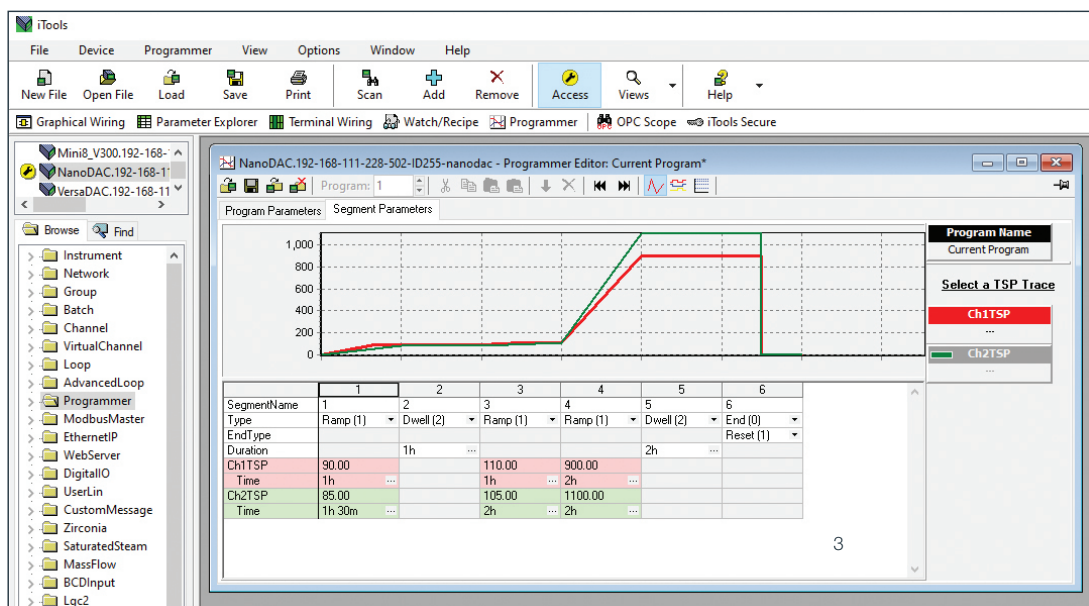 iTools
File Device Programmer View Options Window Help
New File Open File Load Save Print Scan Add Remove Access Views Help
Graphical Wiring Parameter Explorer Terminal Wiring Watch/Recipe Programmer OPC Scope iTools Secure
Mini8_V300.192-168-
NanoDAC.192-168-1
VersaDAC.192-168-11
Browse Find
Instrument
Network
Group
Batch
Channel
VirtualChannel
Loop
AdvancedLoop
Programmer
ModbusMaster
EthernetIP
WebServer
DigitalIO
UserLin
CustomMessage
Zirconia
SaturatedSteam
MassFlow
BCDInput
Lgc2
NanoDAC.192-168-111-228-502-ID255-nanodac - Programmer Editor: Current Program*
Program: 1
Program Parameters Segment Parameters
1,000
800
600
400
200
0
Program Name
Current Program
Select a TSP Trace
Ch1TSP
...
Ch2TSP
...
1 2 3 4 5 6
SegmentName 1 2 3 4 5 6
Type Ramp (1) Dwell (2) Ramp (1) Ramp (1) Dwell (2) End (0)
EndType Reset (1)
Duration 1h ... 2h ...
Ch1TSP 90.00 110.00 900.00
Time 1h ... 1h ... 2h ...
Ch2TSP 85.00 105.00 1100.00
Time 1h 30m ... 2h ... 2h ...
3